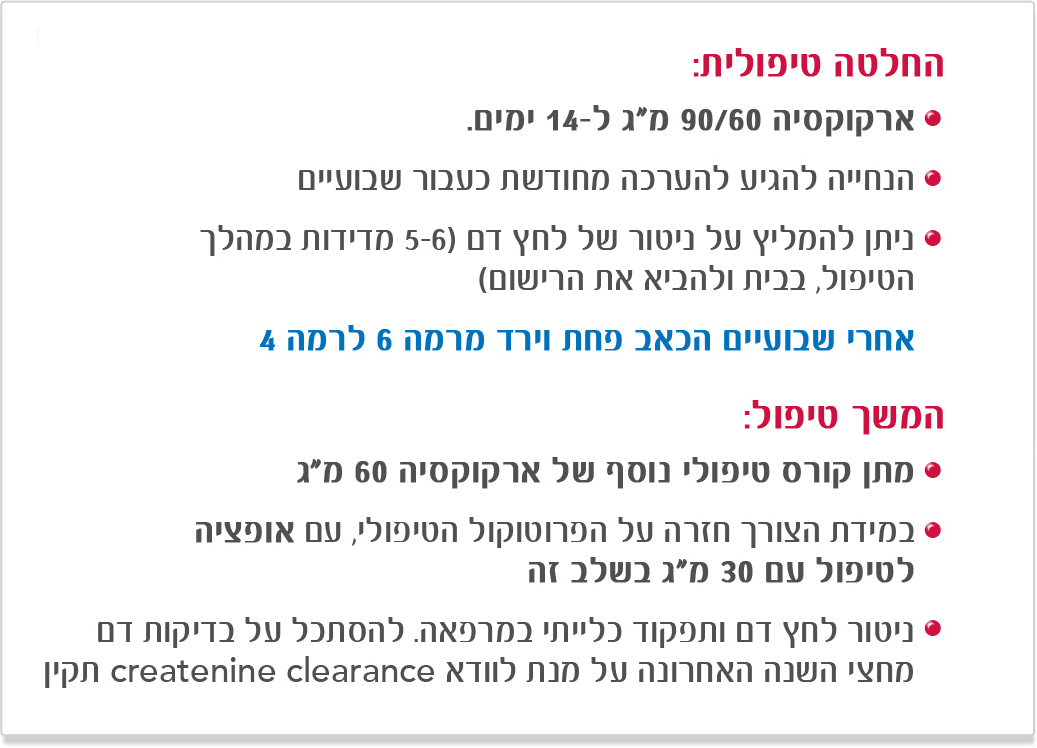 החלטה טיפולית:
• ארקוקסיה 90/60 מ"ג ל-14 ימים.
• הנחייה להגיע להערכה מחודשת כעבור שבועיים
• ניתן להמליץ על ניטור של לחץ דם (5-6 מדידות במהלך
הטיפול, בבית ולהביא את הרישום)
אחרי שבועיים הכאב פחת וירד מרמה 6 לרמה 4
המשך טיפול:
• מתן קורס טיפולי נוסף של ארקוקסיה 60 מ"ג
• במידת הצורך חזרה על הפרוטוקול הטיפולי, עם אופציה
לטיפול עם 30 מ"ג בשלב זה
• ניטור לחץ דם ותפקוד כלייתי במרפאה. להסתכל על בדיקות דם
מחצי השנה האחרונה על מנת לוודא createnine clearance תקין